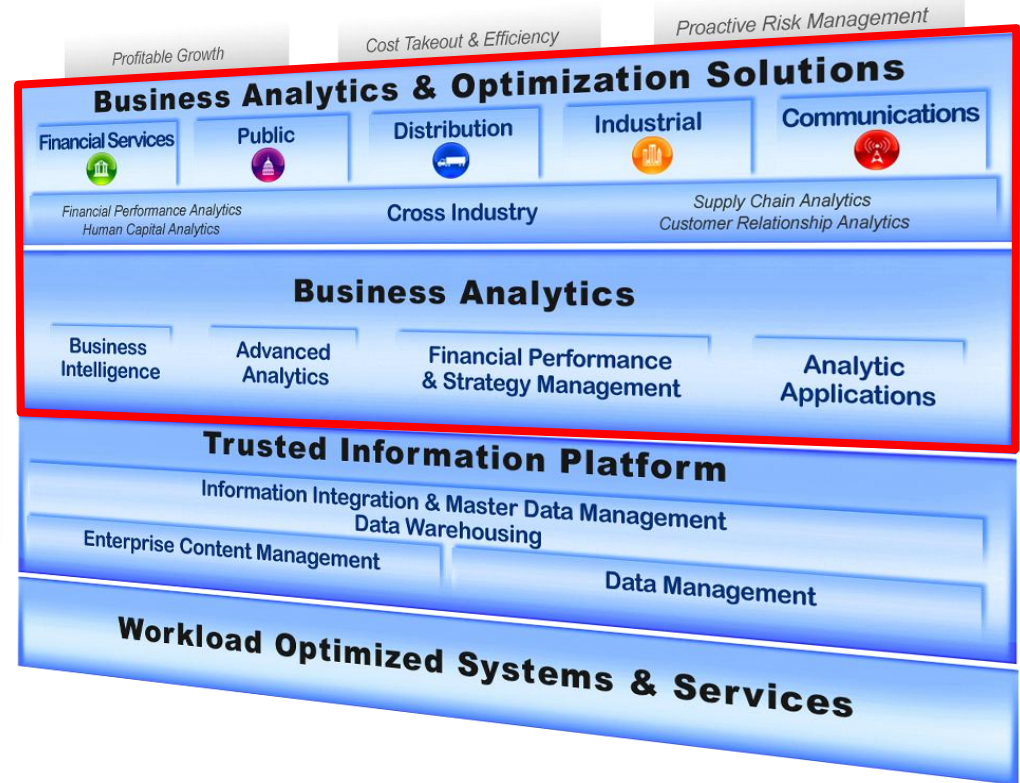 Profitable Growth
Cost Takeout & Efficiency
Proactive Risk Management
Business Analytics & Optimization Solutions
Financial Services
Public
Distribution
Industrial
Communications
Financial Performance Analytics
Human Capital Analytics
Cross Industry
Supply Chain Analytics
Customer Relationship Analytics
Business Analytics
Business
Intelligence
Advanced
Analytics
Financial Performance
& Strategy Management
Analytic
Applications
Trusted Information Platform
Information Integration & Master Data Management
Data Warehousing
Enterprise Content Management
Data Management
Workload Optimized Systems & Services